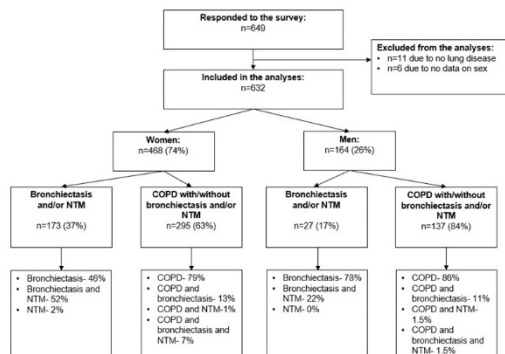 Responded to the survey:
n=649
Excluded from the analyses:
• n=11 due to no lung disease
• n=6 due to no data on sex
Included in the analyses:
n=632
Women:
n=468 (74%)
Men:
n=164 (26%)
Bronchiectasis
and/or NTM
n=173 (37%)
COPD with/without
bronchiectasis and/or
NTM
n=295 (63%)
Bronchiectasis
and/or NTM
n=27 (17%)
COPD with/without
bronchiectasis and/or
NTM
n=137 (84%)
• Bronchiectasis- 46%
• Bronchiectasis and
NTM- 52%
• NTM- 2%
• COPD- 79%
• COPD and
bronchiectasis- 13%
• COPD and NTM-1%
• COPD and
bronchiectasis and
NTM- 7%
• Bronchiectasis- 78%
• Bronchiectasis and
NTM- 22%
• NTM- 0%
• COPD- 86%
• COPD and
bronchiectasis- 11%
• COPD and NTM-
1.5%
• COPD and
bronchiectasis and
NTM- 1.5%